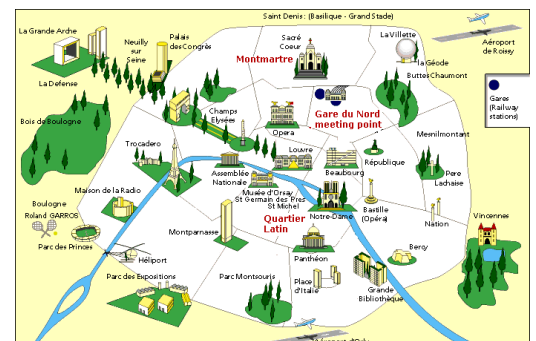 Saint Denis: (Basilique - Grand Stade)
La Grande Arche
Neuilly
sur
Seine
Palais
des Congrés
Sacré
Coeur
La Villette
Aéroport
de Roissy
Montmartre
la Géode
La Defense
Buttes Chaumont
Gares
(Railway
stations)
Champs
Elysées
Opera
Gare du Nord
meeting point
Bois de Boulogne
Mesnilmontant
Trocadero
Louvre
République
Assemblée
Nationale
Beaubourg
Pere
Lachaise
Maison de la Radio
Musée d'Orsay
St Germain des Pres
St Michel
Boulogne
Roland GARROS
Quartier
Latin
Notre-Dame
Bastille
(Opéra)
Nation
Vincennes
Parc des Princes
Montparnasse
Héliport
Panthéon
Bercy
Parc des Expositions
Parc Montsouris
Place
d'Italie
Grande
Bibliothèque